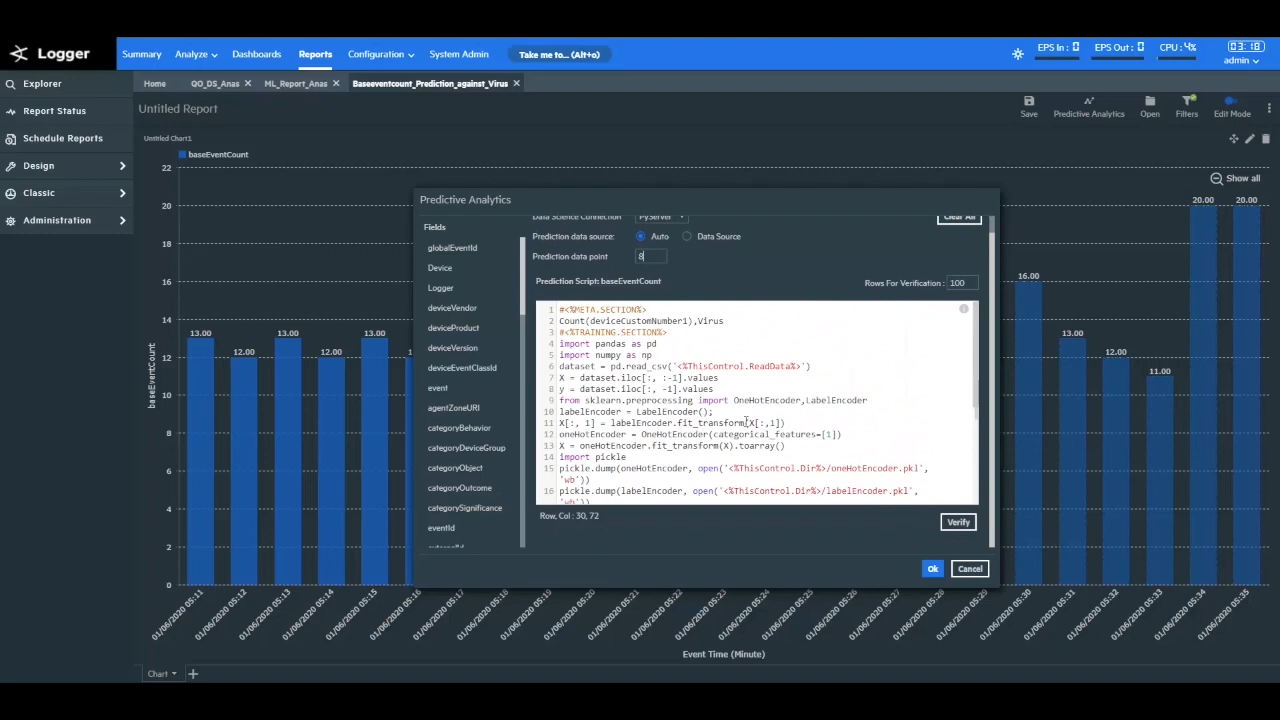 Logger
Summary
Analyze
Dashboards
Reports
Configuration
System Admin
Take me to... (Alt+o)
EPS In : 0
EPS Out : 0
CPU : 4%
03:18
admin
Explorer
Report Status
Schedule Reports
Design
Classic
Administration
Home
QO_DS_Anas
ML_Report_Anas
Baseeventcount_Prediction_against_Virus
Untitled Report
Save
Predictive Analytics
Open
Filters
Edit Mode
Untitled Chart1
baseEventCount
Show all
22
20
18
16
14
12
10
8
6
4
2
0
baseEventCount
13.00
12.00
13.00
12.00
13.00
16.00
13.00
12.00
11.00
20.00
20.00
Predictive Analytics
Fields
globalEventId
Device
Logger
deviceVendor
deviceProduct
deviceVersion
deviceEventClassId
event
agentZoneURI
categoryBehavior
categoryDeviceGroup
categoryObject
categoryOutcome
categorySignificance
eventId
Data Science Connection
PyServer
Clear All
Prediction data source:
Auto
Data Source
Prediction data point
8
Prediction Script: baseEventCount
Rows For Verification : 100
1 #<%META.SECTION%>
2 Count(deviceCustomNumber1),Virus
3 #<%TRAINING.SECTION%>
4 import pandas as pd
5 import numpy as np
6 dataset = pd.read_csv('<%ThisControl.ReadData%>')
7 X = dataset.iloc[:, :-1].values
8 y = dataset.iloc[:, -1].values
9 from sklearn.preprocessing import OneHotEncoder,LabelEncoder
10 labelEncoder = LabelEncoder();
11 X[:, 1] = labelEncoder.fit_transform(X[:,1])
12 oneHotEncoder = OneHotEncoder(categorical_features=[1])
13 X = oneHotEncoder.fit_transform(X).toarray()
14 import pickle
15 pickle.dump(oneHotEncoder, open('<%ThisControl.Dir%>/oneHotEncoder.pkl',
'wb'))
16 pickle.dump(labelEncoder, open('<%ThisControl.Dir%>/labelEncoder.pkl',
'wb'))
Row, Col : 30, 72
Verify
Ok
Cancel
01/06/2020 05:11
01/06/2020 05:12
01/06/2020 05:13
01/06/2020 05:14
01/06/2020 05:15
01/06/2020 05:16
01/06/2020 05:17
01/06/2020 05:18
01/06/2020 05:19
01/06/2020 05:20
01/06/2020 05:21
01/06/2020 05:22
01/06/2020 05:23
01/06/2020 05:24
01/06/2020 05:25
01/06/2020 05:26
01/06/2020 05:27
01/06/2020 05:28
01/06/2020 05:29
01/06/2020 05:30
01/06/2020 05:31
01/06/2020 05:32
01/06/2020 05:33
01/06/2020 05:34
01/06/2020 05:35
Event Time (Minute)
Chart